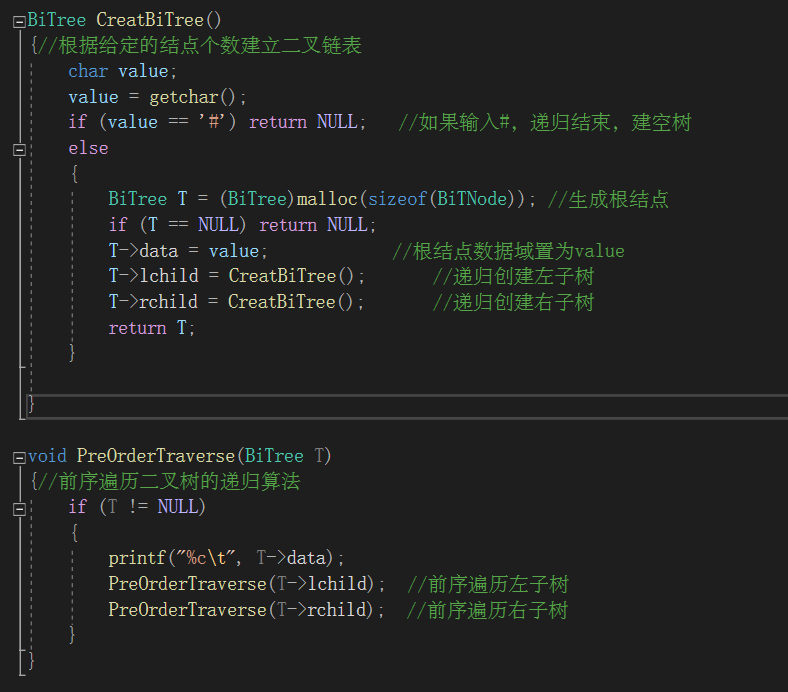 BiTree CreatBiTree()
{//根据给定的结点个数建立二叉链表
    char value;
    value = getchar();
    if (value == '#') return NULL;   //如果输入#，递归结束，建空树
    else
    {
        BiTree T = (BiTree)malloc(sizeof(BiTNode)); //生成根结点
        if (T == NULL) return NULL;
        T->data = value;            //根结点数据域置为value
        T->lchild = CreatBiTree();       //递归创建左子树
        T->rchild = CreatBiTree();       //递归创建右子树
        return T;
    }
}
void PreOrderTraverse(BiTree T)
{//前序遍历二叉树的递归算法
    if (T != NULL)
    {
        printf("%c\t", T->data);
        PreOrderTraverse(T->lchild);  //前序遍历左子树
        PreOrderTraverse(T->rchild);  //前序遍历右子树
    }
}